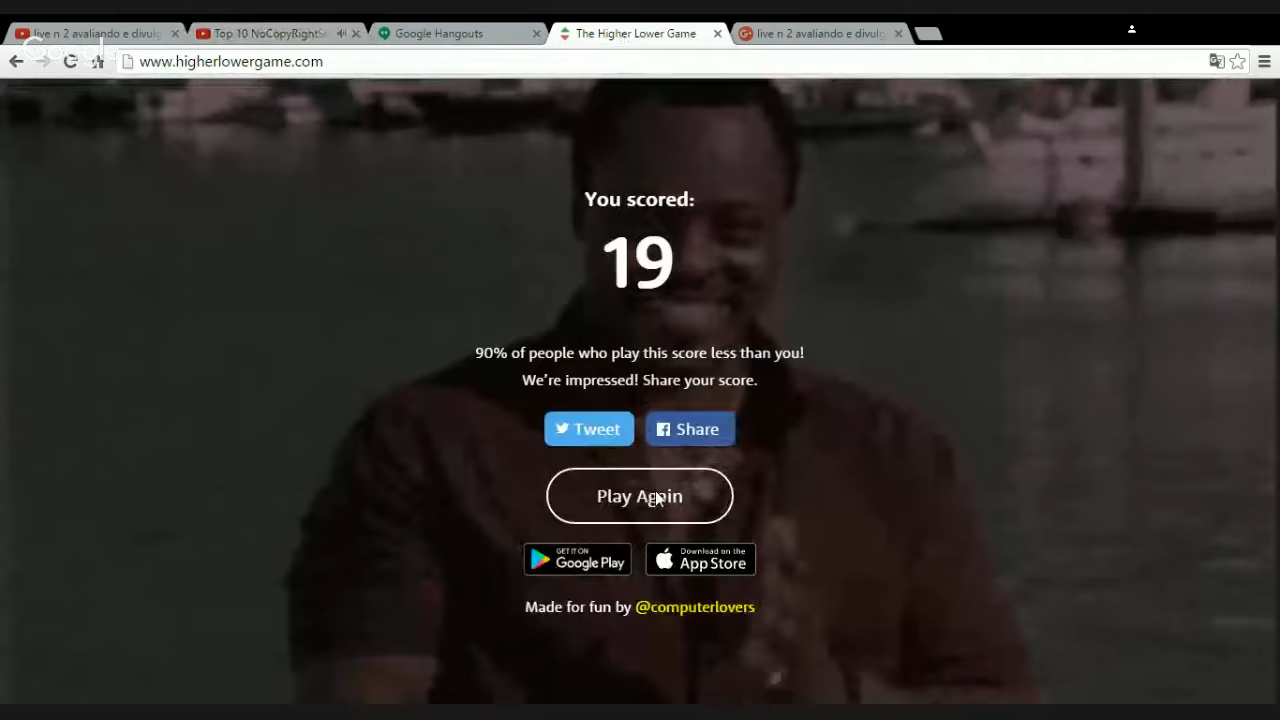 live n 2 avaliando e divulg
Top 10 NoCopyRightS
Google Hangouts
The Higher Lower Game
live n 2 avaliando e divulg
Google
www.higherlowergame.com
You scored:
19
90% of people who play this score less than you!
We're impressed! Share your score.
Tweet
Share
Play Again
GET IT ON
Google Play
Download on the
App Store
Made for fun by @computerlovers